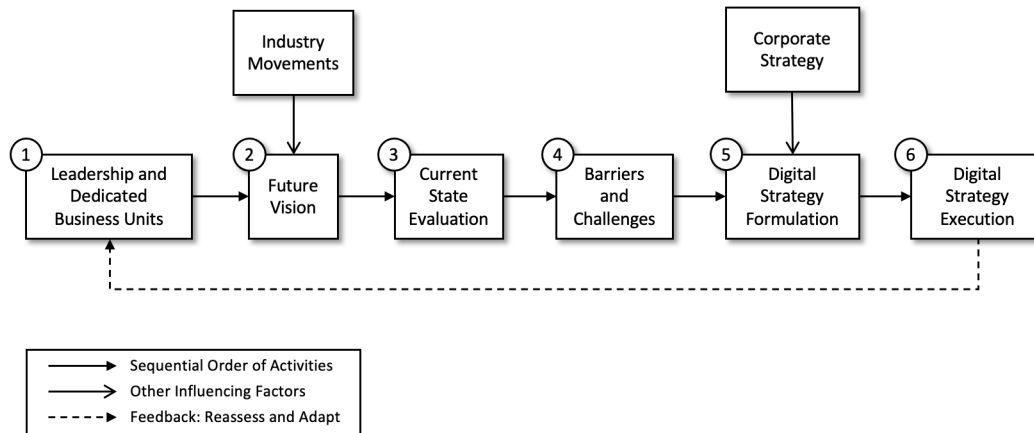 Industry
Movements
Corporate
Strategy
1
Leadership and
Dedicated
Business Units
2
Future
Vision
3
Current
State
Evaluation
4
Barriers
and
Challenges
5
Digital
Strategy
Formulation
6
Digital
Strategy
Execution
Sequential Order of Activities
Other Influencing Factors
Feedback: Reassess and Adapt